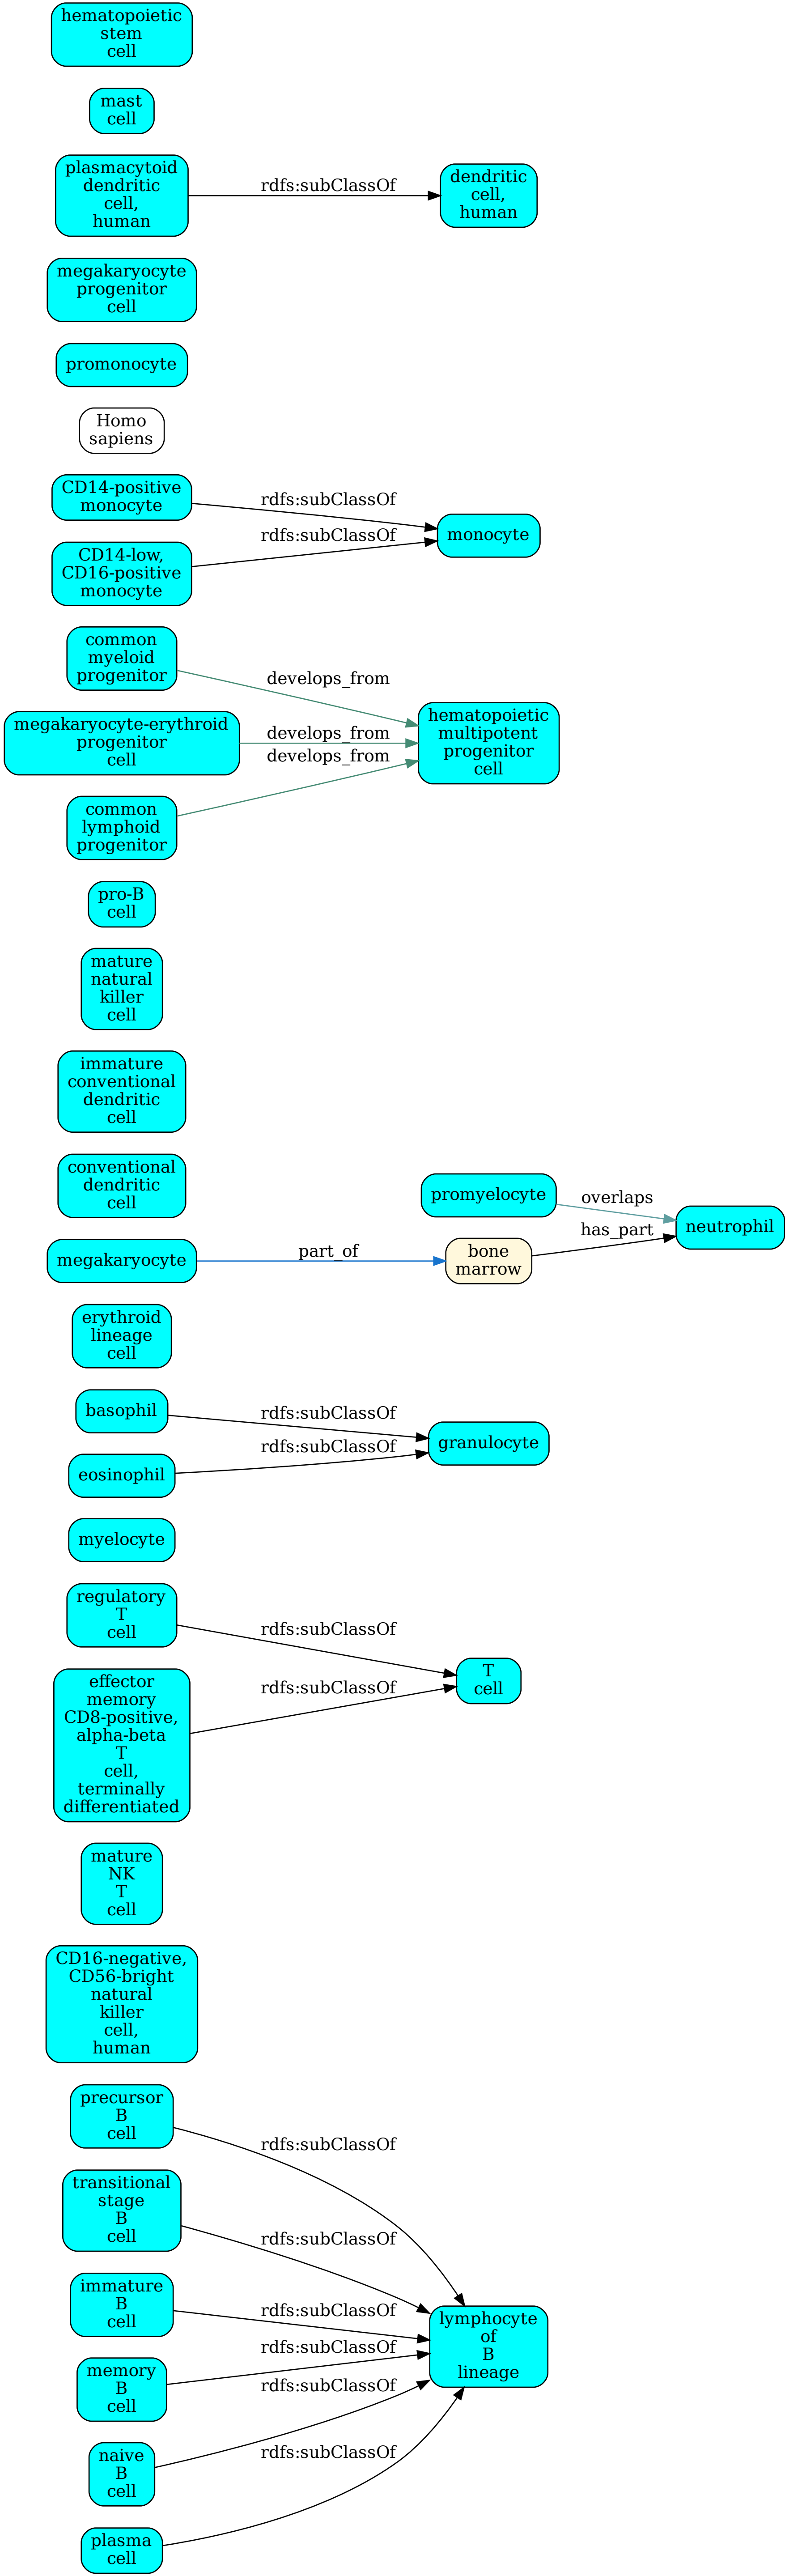 hematopoietic
stem
cell
mast
cell
plasmacytoid
dendritic
cell,
human
rdfs:subClassOf
dendritic
cell,
human
megakaryocyte
progenitor
cell
promonocyte
Homo
sapiens
CD14-positive
monocyte
rdfs:subClassOf
CD14-low,
CD16-positive
monocyte
rdfs:subClassOf
monocyte
common
myeloid
progenitor
develops_from
megakaryocyte-erythroid
progenitor
cell
develops_from
common
lymphoid
progenitor
develops_from
hematopoietic
multipotent
progenitor
cell
pro-B
cell
mature
natural
killer
cell
immature
conventional
dendritic
cell
conventional
dendritic
cell
promyelocyte
overlaps
neutrophil
megakaryocyte
part_of
bone
marrow
has_part
erythroid
lineage
cell
basophil
rdfs:subClassOf
eosinophil
rdfs:subClassOf
granulocyte
myelocyte
regulatory
T
cell
rdfs:subClassOf
effector
memory
CD8-positive,
alpha-beta
T
cell,
terminally
differentiated
rdfs:subClassOf
T
cell
mature
NK
T
cell
CD16-negative,
CD56-bright
natural
killer
cell,
human
precursor
B
cell
rdfs:subClassOf
transitional
stage
B
cell
rdfs:subClassOf
immature
B
cell
rdfs:subClassOf
memory
B
cell
rdfs:subClassOf
naive
B
cell
rdfs:subClassOf
plasma
cell
rdfs:subClassOf
lymphocyte
of
B
lineage